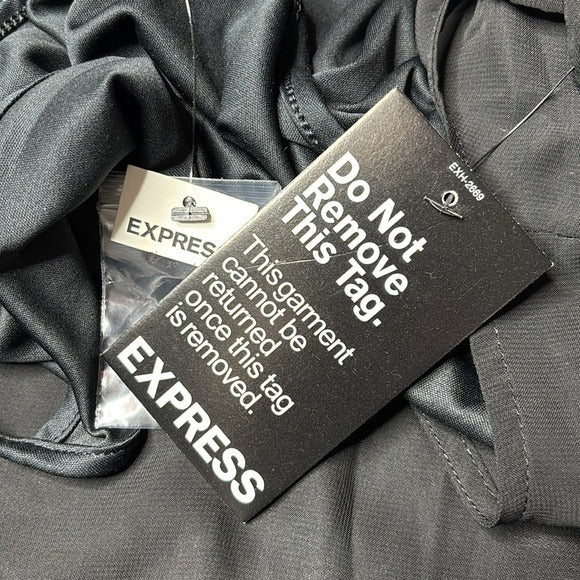 EXPRESS
EXH-2669
Do Not
Remove
This Tag.
This garment
cannot be
returned
once this tag
is removed.
EXPRESS